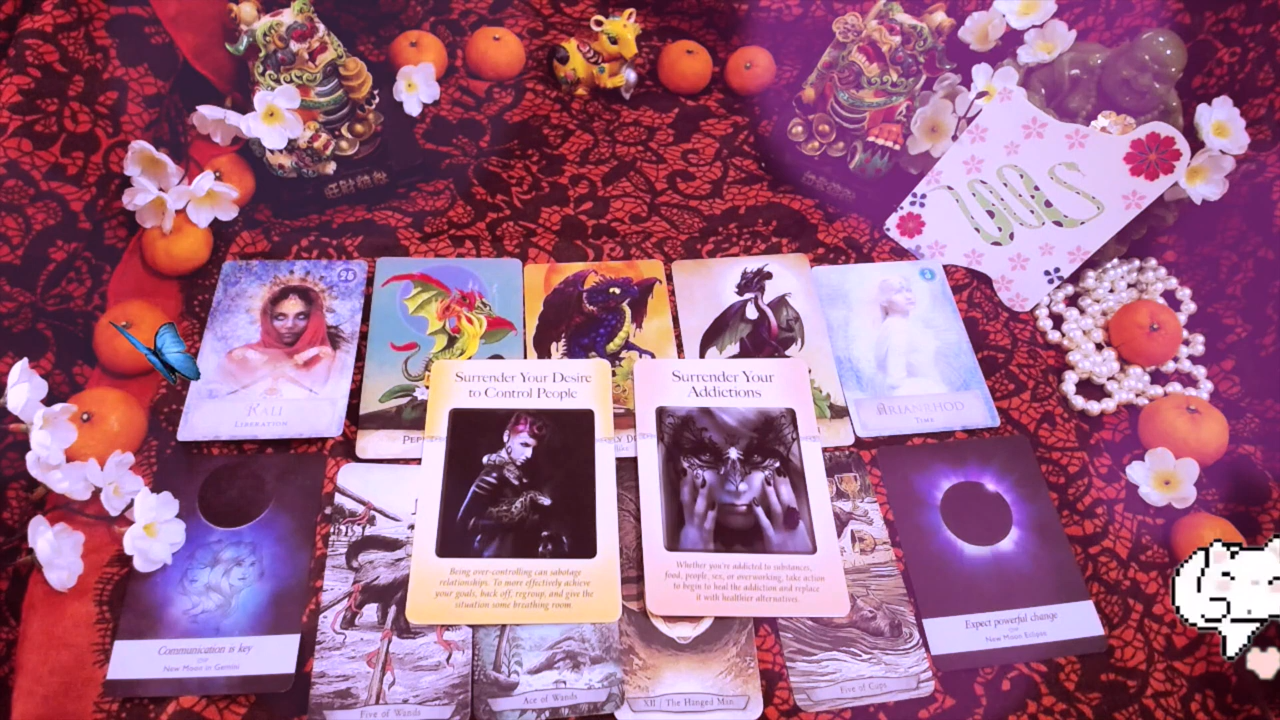 26
KALI
LIBERATION
2
ARIANRHOD
TIME
Surrender Your Desire
to Control People
Being over-controlling can sabotage
relationships. To more effectively achieve
your goals, back off, regroup, and give the
situation some breathing room.
Surrender Your
Addictions
Whether you're addicted to substances,
food, people, sex, or overworking, take action
to begin to heal the addiction and replace
it with healthier alternatives.
Communication is key
New Moon in Gemini
Five of Wands
Ace of Wands
XII | The Hanged Man
Five of Cups
Expect powerful change
New Moon Eclipse